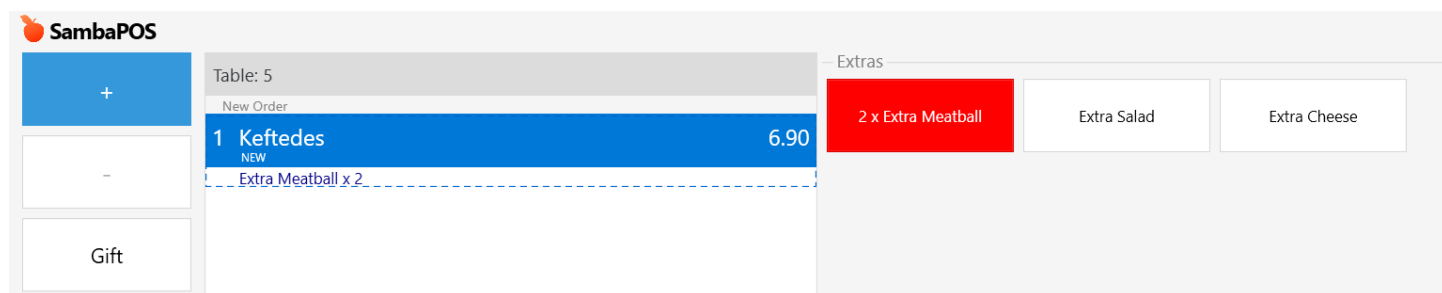 SambaPOS
+
-
Gift
Table: 5
New Order
1 Keftedes 6.90
NEW
Extra Meatball x 2
Extras
2 x Extra Meatball
Extra Salad
Extra Cheese